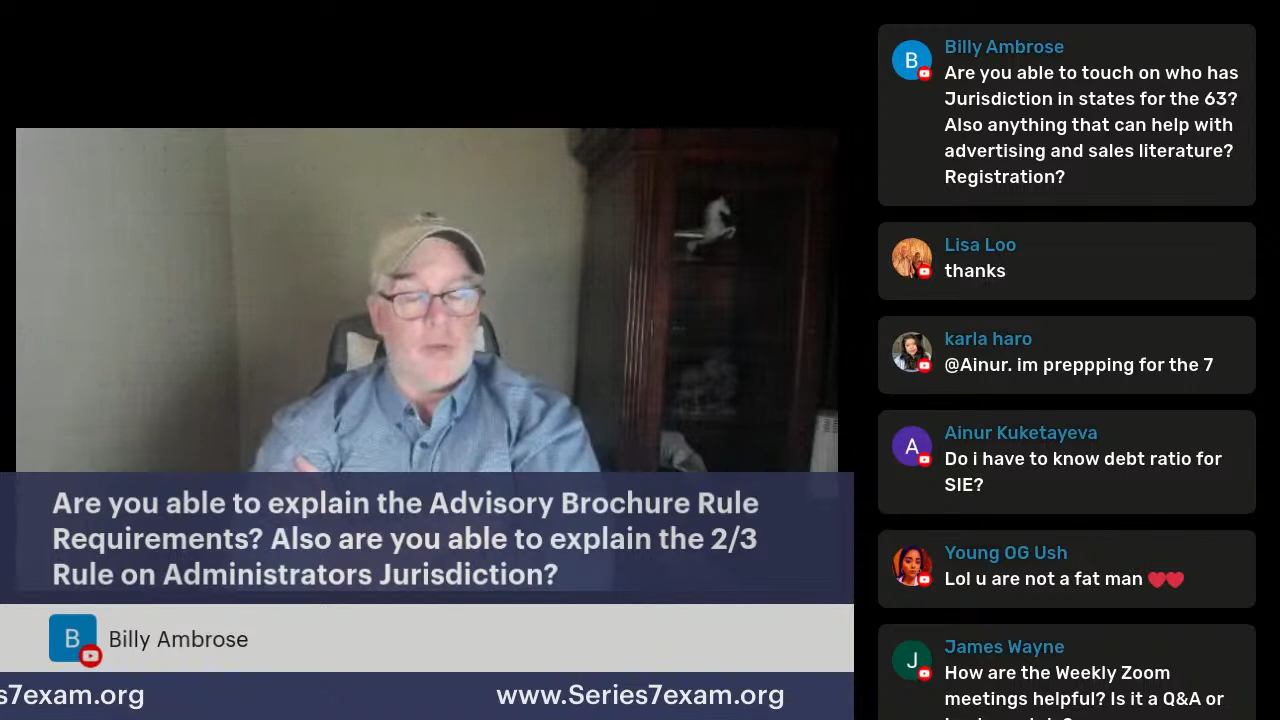 Are you able to explain the Advisory Brochure Rule
Requirements? Also are you able to explain the 2/3
Rule on Administrators Jurisdiction?
B
Billy Ambrose
s7exam.org
www.Series7exam.org
B
Billy Ambrose
Are you able to touch on who has
Jurisdiction in states for the 63?
Also anything that can help with
advertising and sales literature?
Registration?
Lisa Loo
thanks
karla haro
@Ainur. im preppping for the 7
A
Ainur Kuketayeva
Do i have to know debt ratio for
SIE?
Young OG Ush
Lol u are not a fat man ❤️❤️
J
James Wayne
How are the Weekly Zoom
meetings helpful? Is it a Q&A or